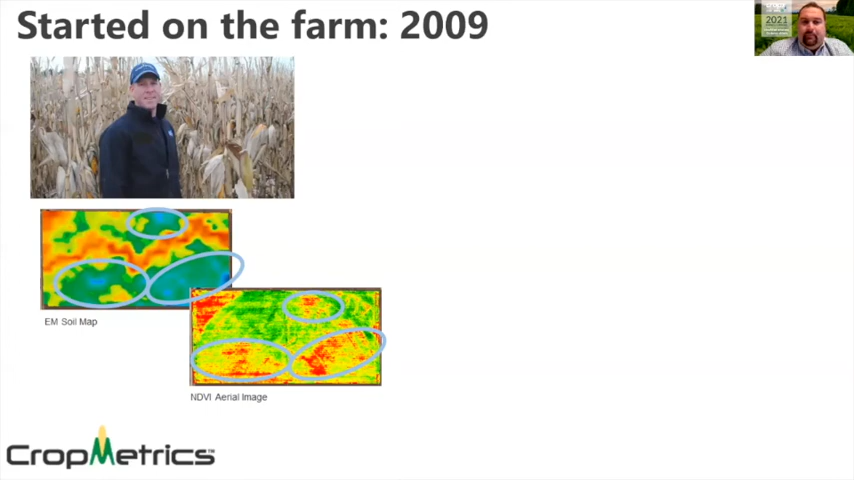 Started on the farm: 2009
2021
EM Soil Map
NDVI Aerial Image
CropMetrics